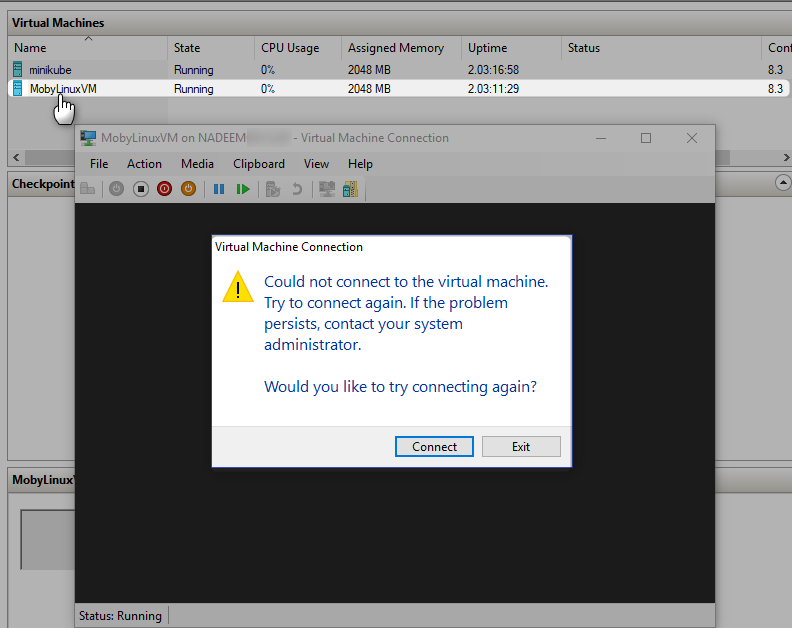 Virtual Machines
Name State CPU Usage Assigned Memory Uptime Status Conf
minikube Running 0% 2048 MB 2.03:16:58 8.3
MobyLinuxVM Running 0% 2048 MB 2.03:11:29 8.3
MobyLinuxVM on NADEEM - Virtual Machine Connection
File Action Media Clipboard View Help
Checkpoint
Virtual Machine Connection
Could not connect to the virtual machine.
Try to connect again. If the problem
persists, contact your system
administrator.
Would you like to try connecting again?
Connect Exit
MobyLinux
Status: Running